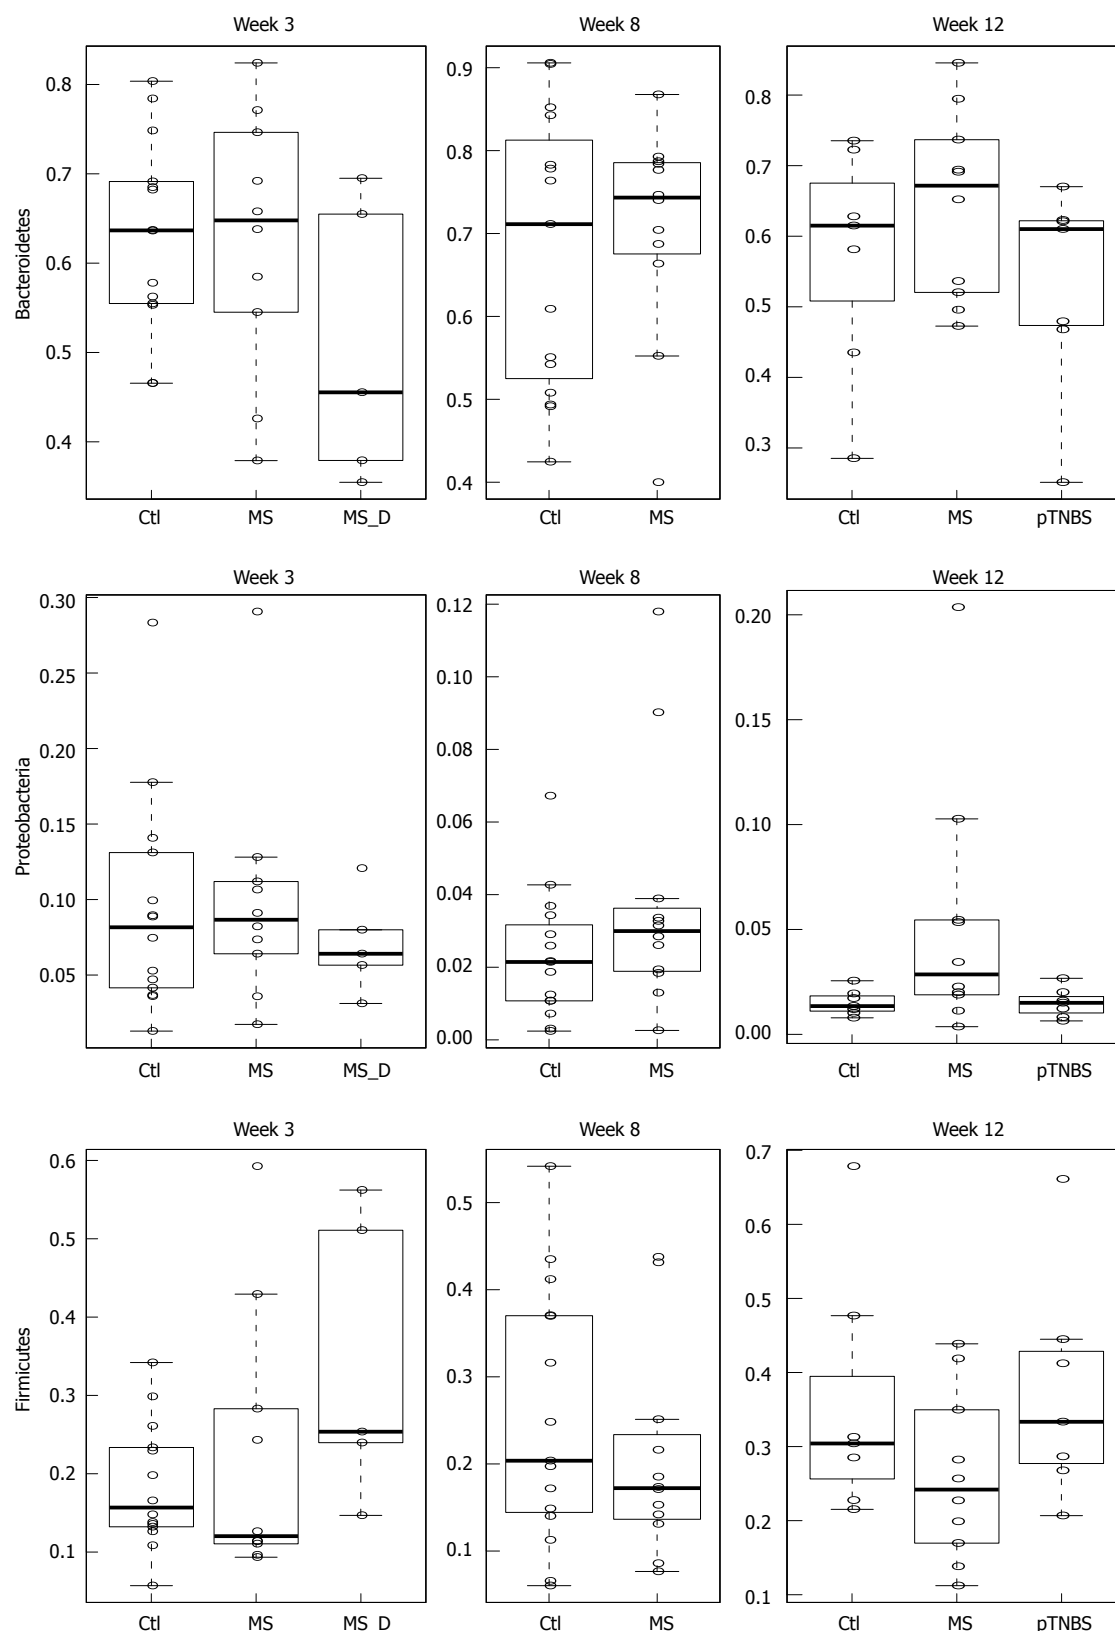 Week 3
Week 8
Week 12
Bacteroidetes
0.8
0.7
0.6
0.5
0.4
0.9
0.8
0.7
0.6
0.5
0.4
0.8
0.7
0.6
0.5
0.4
0.3
Ctl MS MS_D
Ctl MS
Ctl MS pTNBS
Week 3
Week 8
Week 12
Proteobacteria
0.30
0.25
0.20
0.15
0.10
0.05
0.12
0.10
0.08
0.06
0.04
0.02
0.00
0.20
0.15
0.10
0.05
0.00
Ctl MS MS_D
Ctl MS
Ctl MS pTNBS
Week 3
Week 8
Week 12
Firmicutes
0.6
0.5
0.4
0.3
0.2
0.1
0.5
0.4
0.3
0.2
0.1
0.7
0.6
0.5
0.4
0.3
0.2
0.1
Ctl MS MS_D
Ctl MS
Ctl MS pTNBS